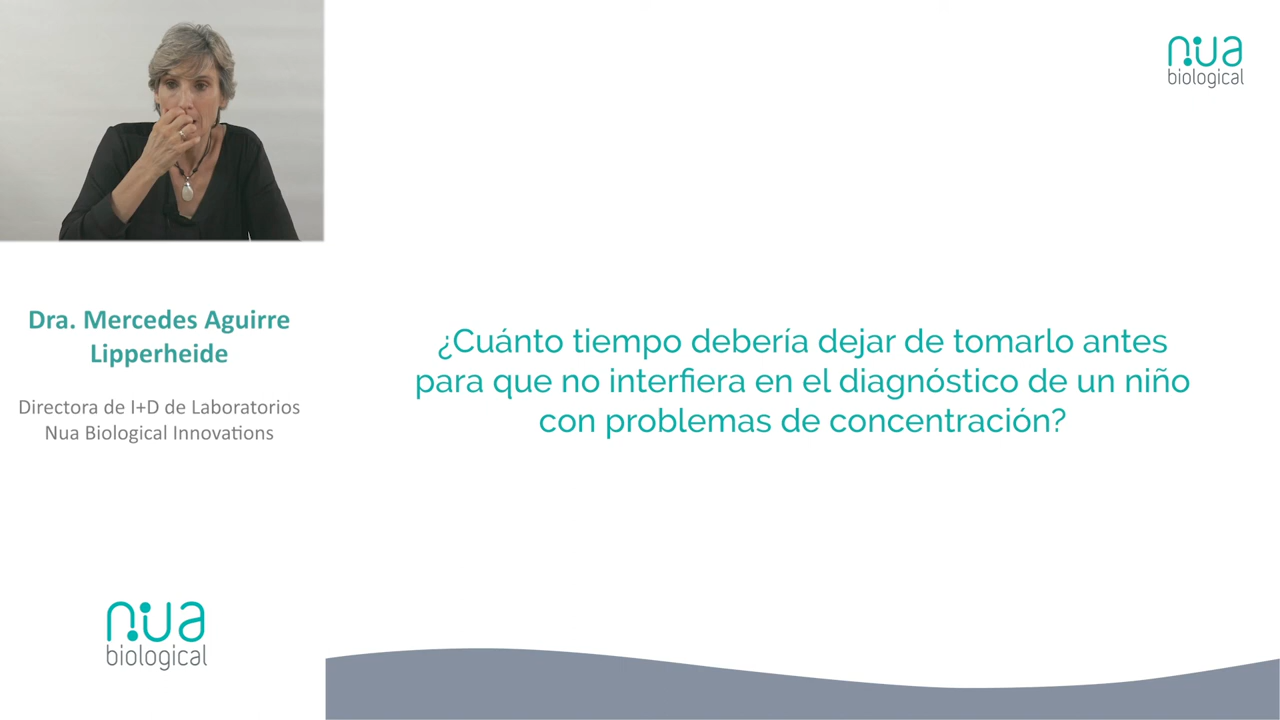 nua
biological
Dra. Mercedes Aguirre
Lipperheide
Directora de I+D de Laboratorios
Nua Biological Innovations
¿Cuánto tiempo debería dejar de tomarlo antes
para que no interfiera en el diagnóstico de un niño
con problemas de concentración?
nua
biological